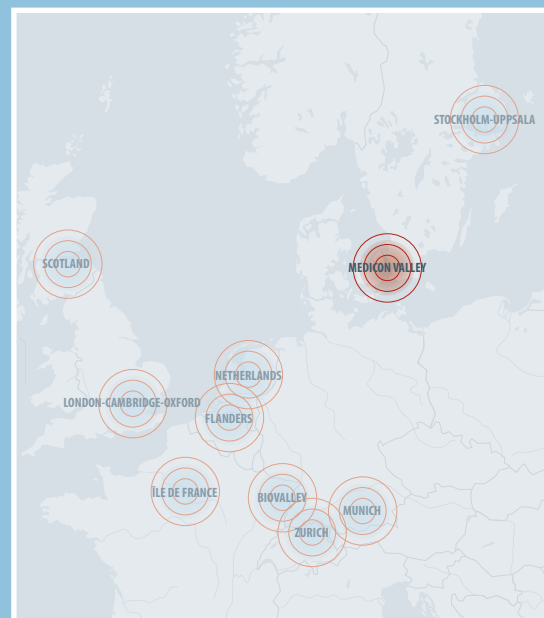 STOCKHOLM-UPPSALA
SCOTLAND
MEDICON VALLEY
NETHERLANDS
LONDON-CAMBRIDGE-OXFORD
FLANDERS
ÎLE DE FRANCE
BIOVALLEY
MUNICH
ZURICH